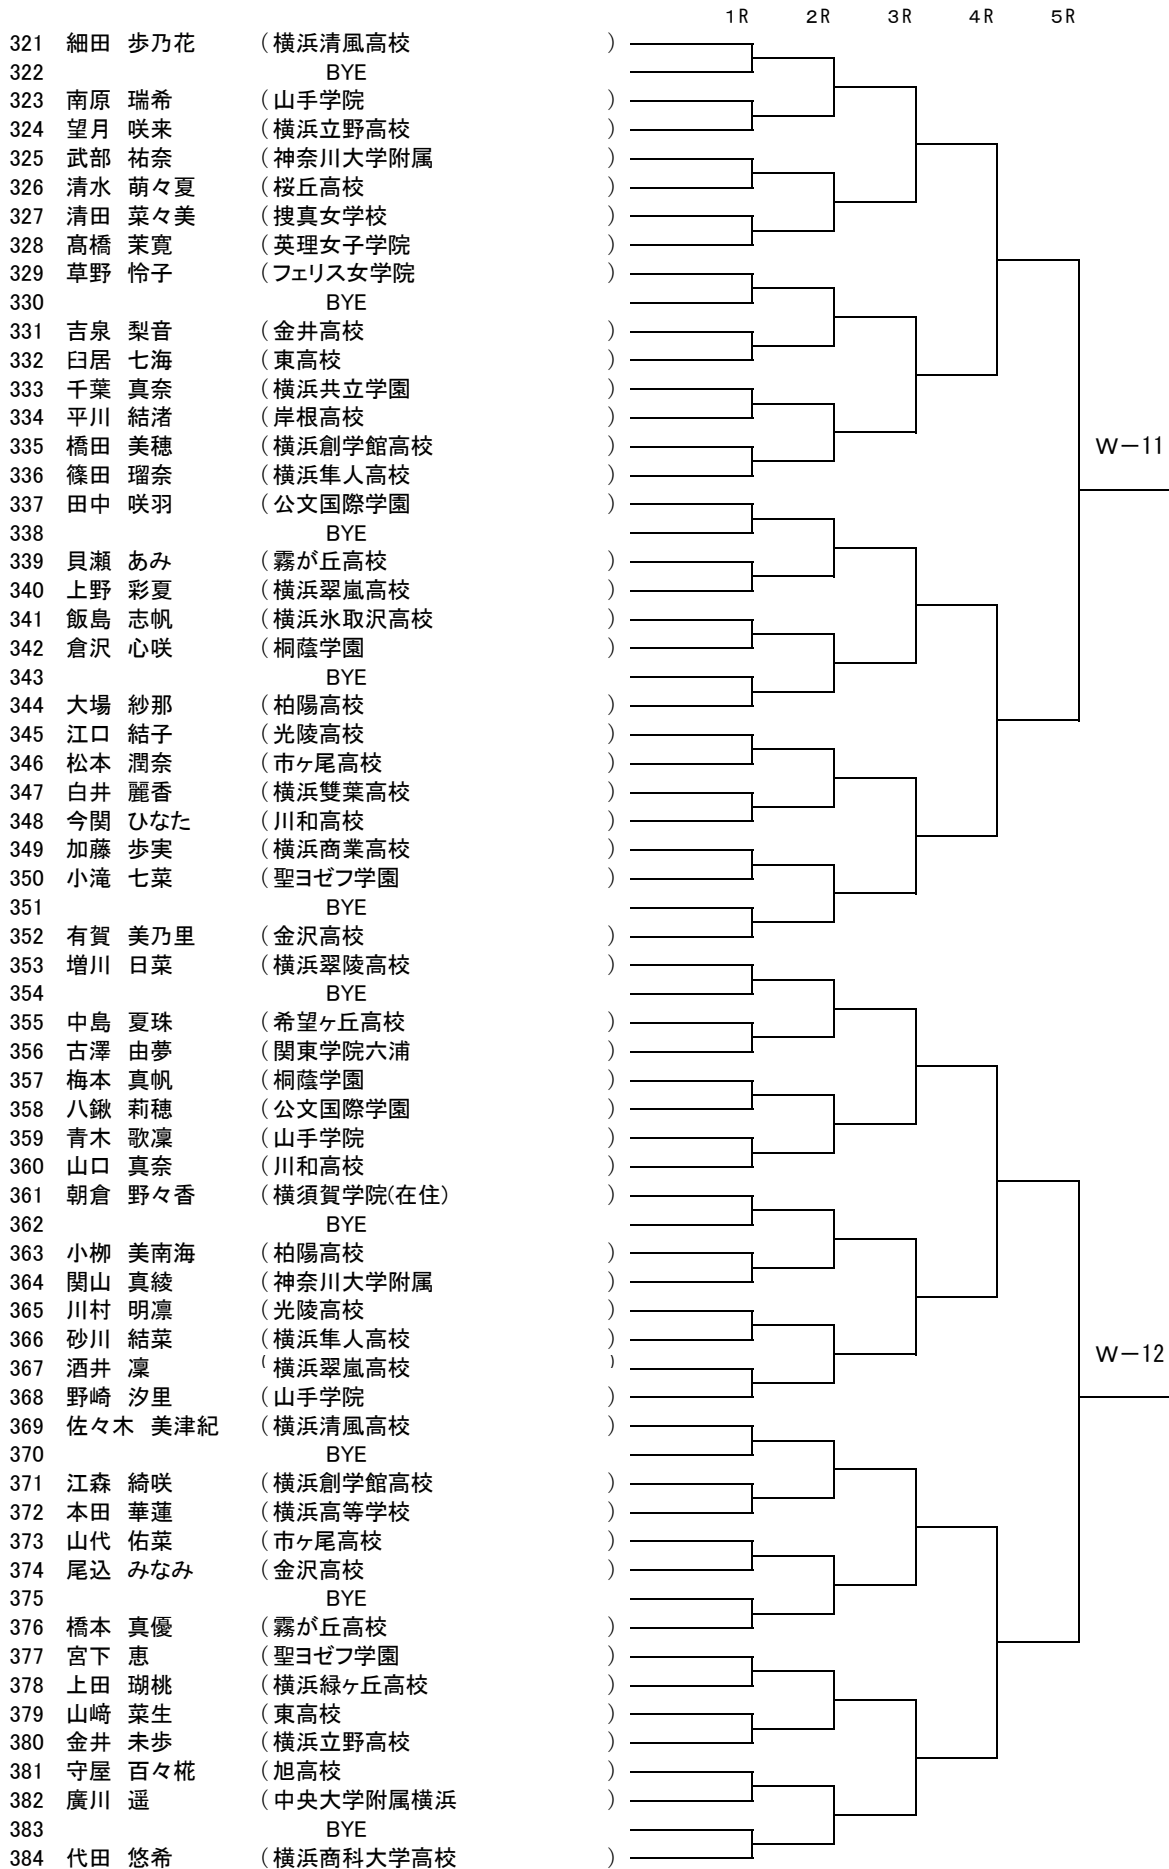 1R 2R 3R 4R 5R
321 細田 歩乃花 (横浜清風高校 )
322 BYE
323 南原 瑞希 (山手学院 )
324 望月 咲来 (横浜立野高校 )
325 武部 祐奈 (神奈川大学附属 )
326 清水 萌々夏 (桜丘高校 )
327 清田 菜々美 (捜真女学校 )
328 髙橋 茉寛 (英理女子学院 )
329 草野 怜子 (フェリス女学院 )
330 BYE
331 吉泉 梨音 (金井高校 )
332 臼居 七海 (東高校 )
333 千葉 真奈 (横浜共立学園 )
334 平川 結渚 (岸根高校 )
335 橋田 美穂 (横浜創学館高校 )
W-11
336 篠田 瑠奈 (横浜隼人高校 )
337 田中 咲羽 (公文国際学園 )
338 BYE
339 貝瀬 あみ (霧が丘高校 )
340 上野 彩夏 (横浜翠嵐高校 )
341 飯島 志帆 (横浜氷取沢高校 )
342 倉沢 心咲 (桐蔭学園 )
343 BYE
344 大場 紗那 (柏陽高校 )
345 江口 結子 (光陵高校 )
346 松本 潤奈 (市ヶ尾高校 )
347 白井 麗香 (横浜雙葉高校 )
348 今関 ひなた (川和高校 )
349 加藤 歩実 (横浜商業高校 )
350 小滝 七菜 (聖ヨゼフ学園 )
351 BYE
352 有賀 美乃里 (金沢高校 )
353 増川 日菜 (横浜翠陵高校 )
354 BYE
355 中島 夏珠 (希望ヶ丘高校 )
356 古澤 由夢 (関東学院六浦 )
357 梅本 真帆 (桐蔭学園 )
358 八鍬 莉穂 (公文国際学園 )
359 青木 歌凜 (山手学院 )
360 山口 真奈 (川和高校 )
361 朝倉 野々香 (横須賀学院(在住) )
362 BYE
363 小栁 美南海 (柏陽高校 )
364 関山 真綾 (神奈川大学附属 )
365 川村 明凛 (光陵高校 )
366 砂川 結菜 (横浜隼人高校 )
367 酒井 凜 (横浜翠嵐高校 )
W-12
368 野崎 汐里 (山手学院 )
369 佐々木 美津紀 (横浜清風高校 )
370 BYE
371 江森 綺咲 (横浜創学館高校 )
372 本田 華蓮 (横浜高等学校 )
373 山代 佑菜 (市ヶ尾高校 )
374 尾込 みなみ (金沢高校 )
375 BYE
376 橋本 真優 (霧が丘高校 )
377 宮下 恵 (聖ヨゼフ学園 )
378 上田 瑚桃 (横浜緑ヶ丘高校 )
379 山﨑 菜生 (東高校 )
380 金井 未歩 (横浜立野高校 )
381 守屋 百々椛 (旭高校 )
382 廣川 遥 (中央大学附属横浜 )
383 BYE
384 代田 悠希 (横浜商科大学高校 )